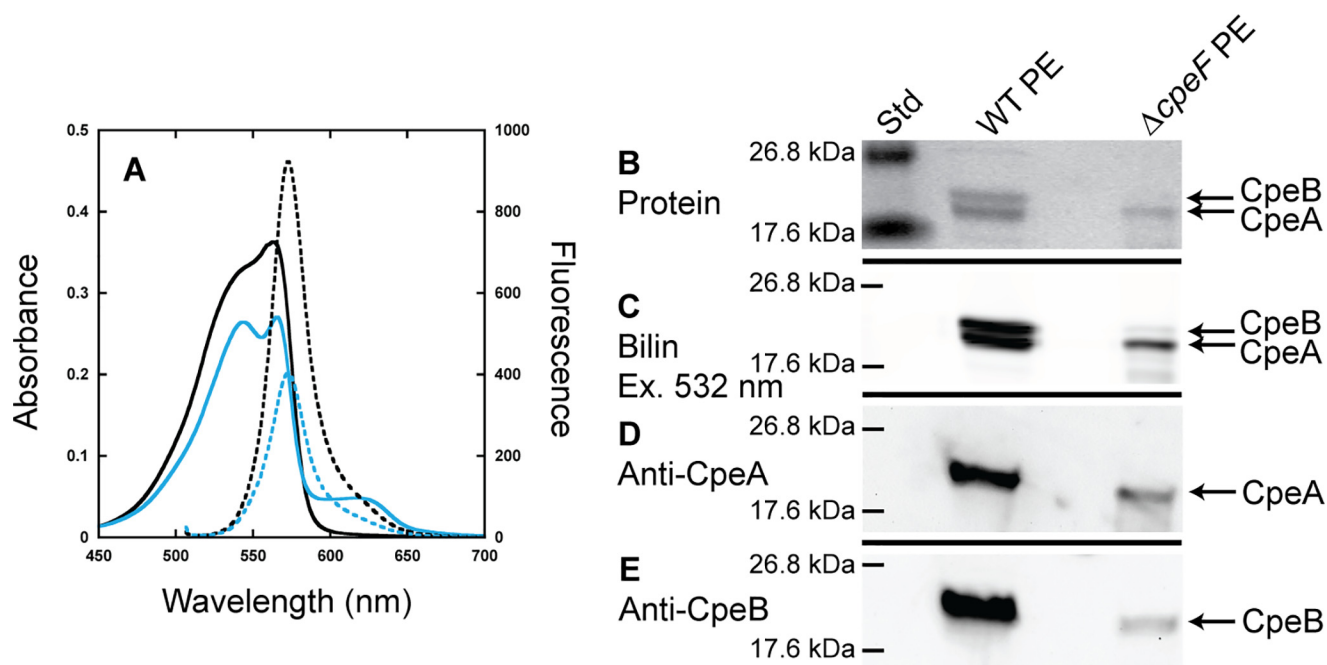 A
0.5
0.4
0.3
0.2
0.1
0
1000
800
600
400
200
0
450
500
550
600
650
700
Absorbance
Fluorescence
Wavelength (nm)
Std
WT PE
ΔcpeF PE
B
Protein
26.8 kDa
17.6 kDa
CpeB
CpeA
C
Bilin
Ex. 532 nm
26.8 kDa
17.6 kDa
CpeB
CpeA
D
Anti-CpeA
26.8 kDa
17.6 kDa
CpeA
E
Anti-CpeB
26.8 kDa
17.6 kDa
CpeB